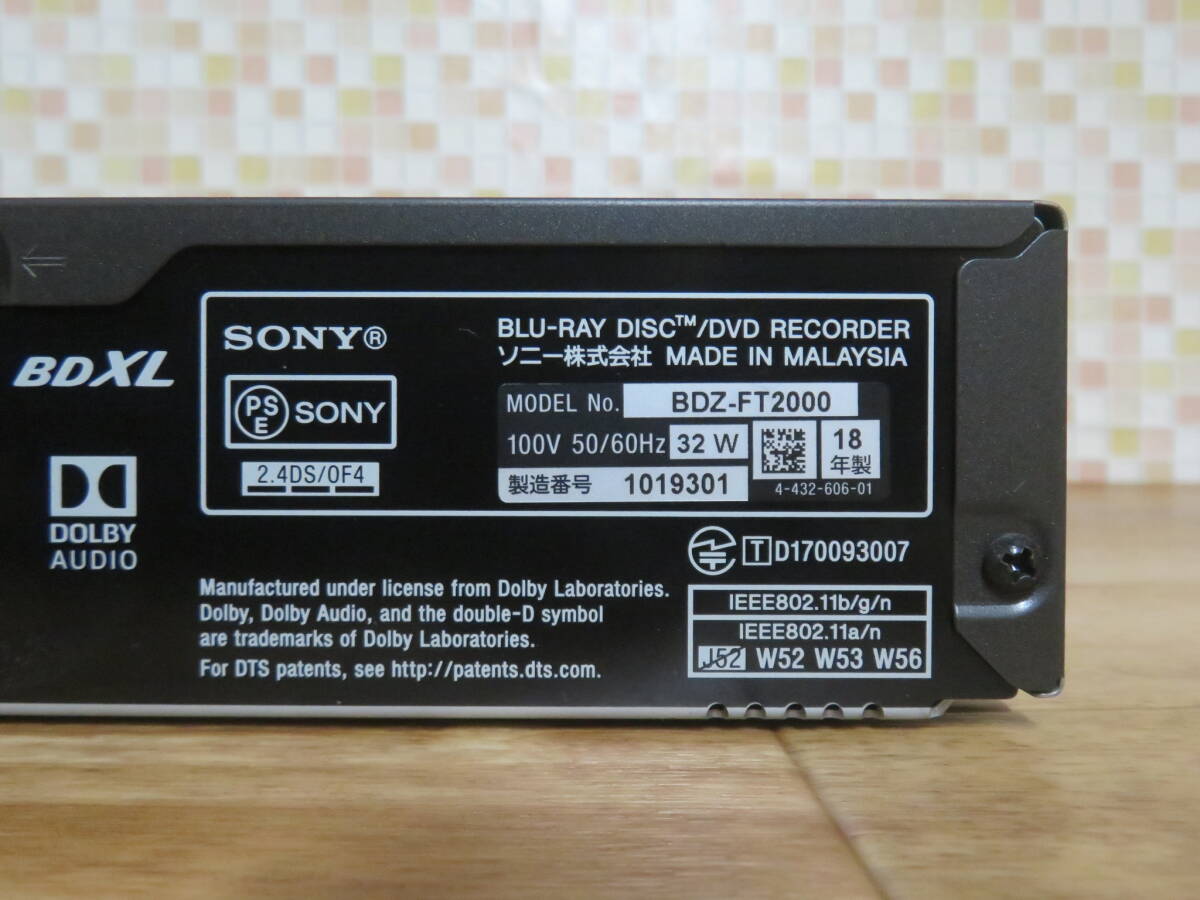 BDXL
DOLBY
AUDIO
SONY®
PSE SONY
2.4DS/OF4
BLU-RAY DISC™/DVD RECORDER
ソニー株式会社 MADE IN MALAYSIA
MODEL No. BDZ-FT2000
100V 50/60Hz 32 W
18
年製
製造番号 1019301
4-432-606-01
T D170093007
Manufactured under license from Dolby Laboratories.
Dolby, Dolby Audio, and the double-D symbol
are trademarks of Dolby Laboratories.
For DTS patents, see http://patents.dts.com.
IEEE802.11b/g/n
IEEE802.11a/n
J52 W52 W53 W56